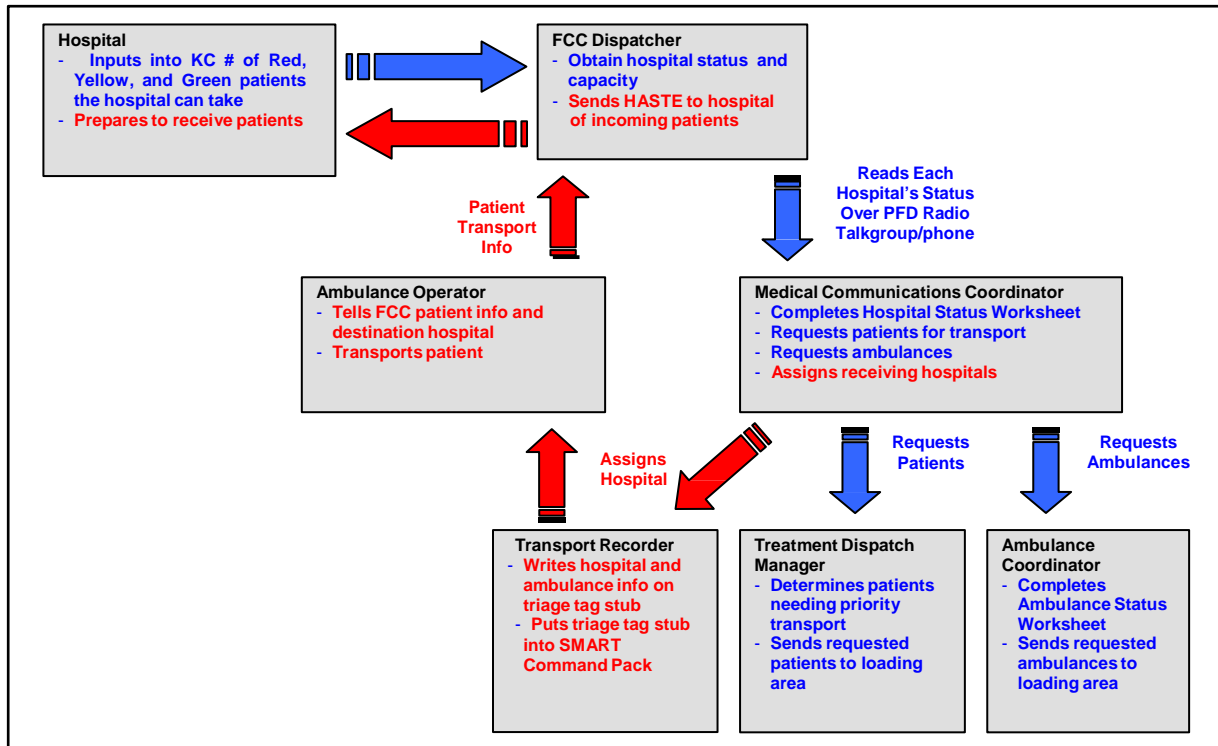 Hospital
- Inputs into KC # of Red,
Yellow, and Green patients
the hospital can take
- Prepares to receive patients
FCC Dispatcher
- Obtain hospital status and
capacity
- Sends HASTE to hospital
of incoming patients
Patient
Transport
Info
Reads Each
Hospital's Status
Over PFD Radio
Talkgroup/phone
Ambulance Operator
- Tells FCC patient info and
destination hospital
- Transports patient
Medical Communications Coordinator
- Completes Hospital Status Worksheet
- Requests patients for transport
- Requests ambulances
- Assigns receiving hospitals
Assigns
Hospital
Requests
Patients
Requests
Ambulances
Transport Recorder
- Writes hospital and
ambulance info on
triage tag stub
- Puts triage tag stub
into SMART
Command Pack
Treatment Dispatch
Manager
- Determines patients
needing priority
transport
- Sends requested
patients to loading
area
Ambulance
Coordinator
- Completes
Ambulance Status
Worksheet
- Sends requested
ambulances to
loading area